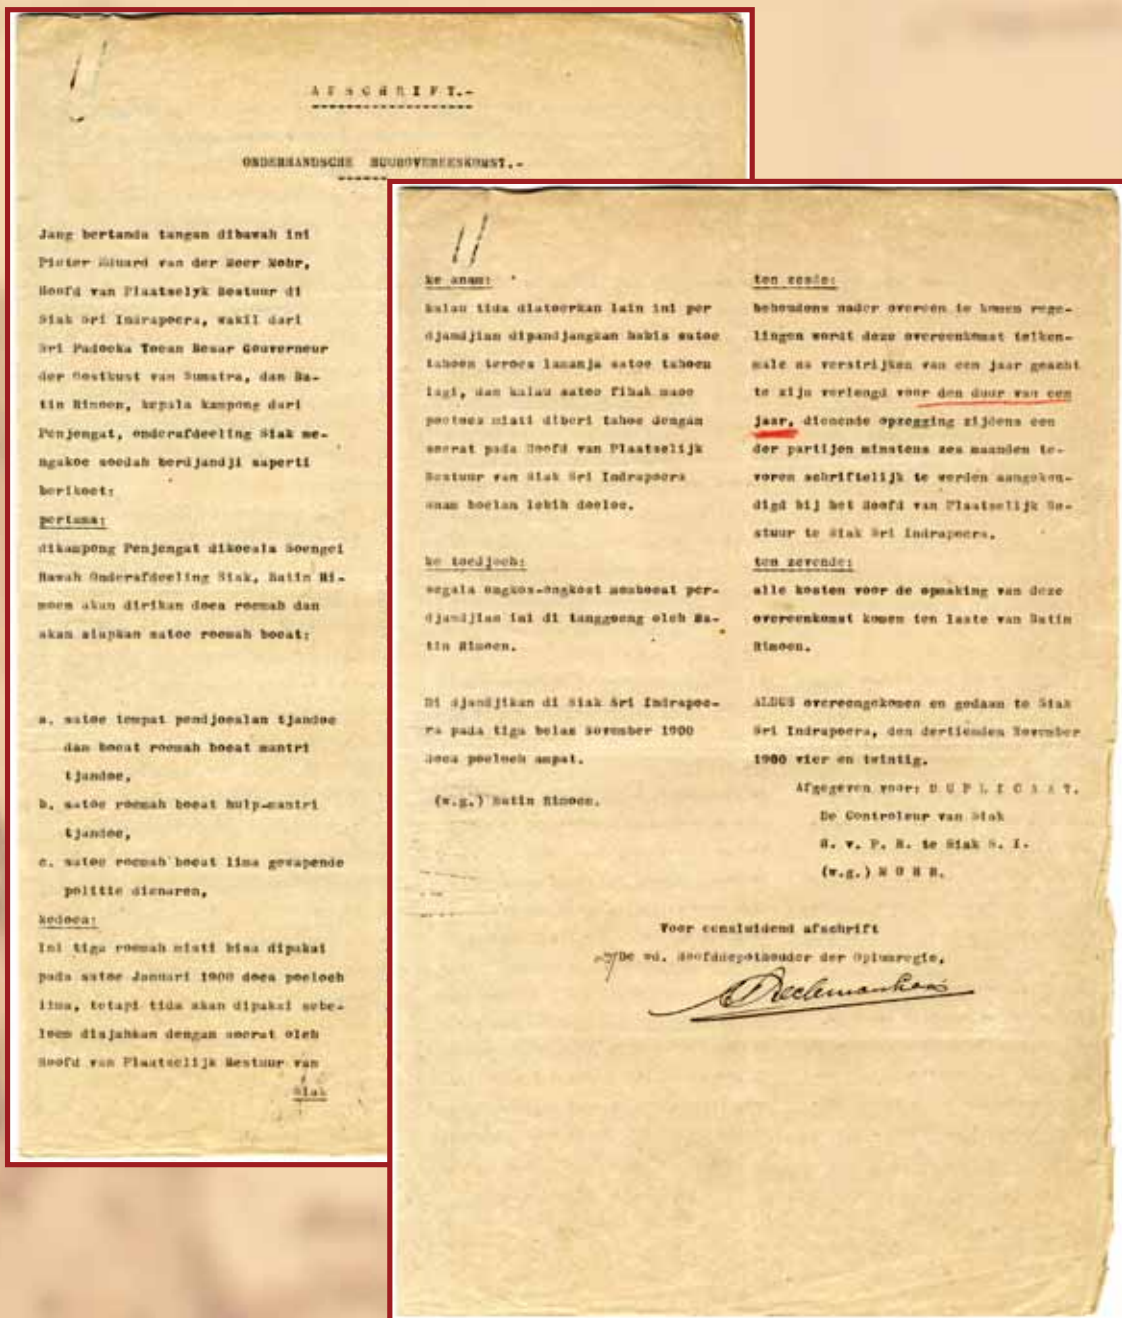 AFSCHRIFT.-
ONDERHANDSCHE HUUROVEREENKOMST.-
Jang bertanda tangan dibawah ini
Pieter Eduard van der Meer Mohr,
Hoofd van Plaatselyk Bestuur di
Siak Sri Indrapoera, wakil dari
Sri Padoeka Toean Besar Gouverneur
der Oostkust van Sumatra, dan Ba-
tin Rimoen, kepala kampong dari
Penjengat, onderafdeeling Siak me-
ngakoe soedah berdjandji saperti
berikoet:
pertama:
dikampong Penjengat dikoeala Soengei
Rawah Onderafdeeling Siak, Batin Ri-
moen akan dirikan doea roemah dan
akan siapkan satoe roemah boeat:
a. satoe tempat pendjoealan tjandoe
dan boeat roemah boeat mantri
tjandoe,
b. satoe roemah boeat hulp-mantri
tjandoe,
c. satoe roemah boeat lima gewapende
politie dienaren,
kedoea:
Ini tiga roemah misti bisa dipakai
pada satoe Januari 1900 doea poeloeh
lima, tetapi tida akan dipakai sebe-
loem disjahkan dengan soerat oleh
Hoofd van Plaatselijk Bestuur van
Siak
ke anam:
kalau tida diatoerkan lain ini per
djandjian dipandjangkan habis satoe
tahoen teroes lamanja satoe tahoen
lagi, dan kalau satoe fihak maoe
poetoes misti diberi tahoe dengan
soerat pada Hoofd van Plaatselijk
Bestuur van Siak Sri Indrapoera
anam boelan lebih doeloe.
ke toedjoeh:
segala ongkos-ongkost memboeat per-
djandjian ini di tanggoeng oleh Ba-
tin Rimoen.
Di djandjikan di Siak Sri Indrapoe-
ra pada tiga belas November 1900
doea poeloeh ampat.
(w.g.) Batin Rimoen.
ten zesde:
behoudens nader overeen te komen rege-
lingen wordt deze overeenkomst telken-
male na verstrijken van een jaar geacht
te zijn verlengd voor den duur van een
jaar, dienende opzegging zijdens een
der partijen minstens zes maanden te-
voren schriftelijk te werden aangekon-
digd bij het Hoofd van Plaatselijk Be-
stuur te Siak Sri Indrapoera.
ten zevende:
alle kosten voor de opmaking van deze
overeenkomst komen ten laste van Batin
Rimoen.
ALDUS overeengekomen en gedaan te Siak
Sri Indrapoera, den dertienden November
1900 vier en twintig.
Afgegeven voor: DUPLICAAT.
De Controleur van Siak
H. v. P. B. te Siak S. I.
(w.g.) MOHR.
Voor eensluidend afschrift
De wd. Hoofddepothouder der Opiumregie,